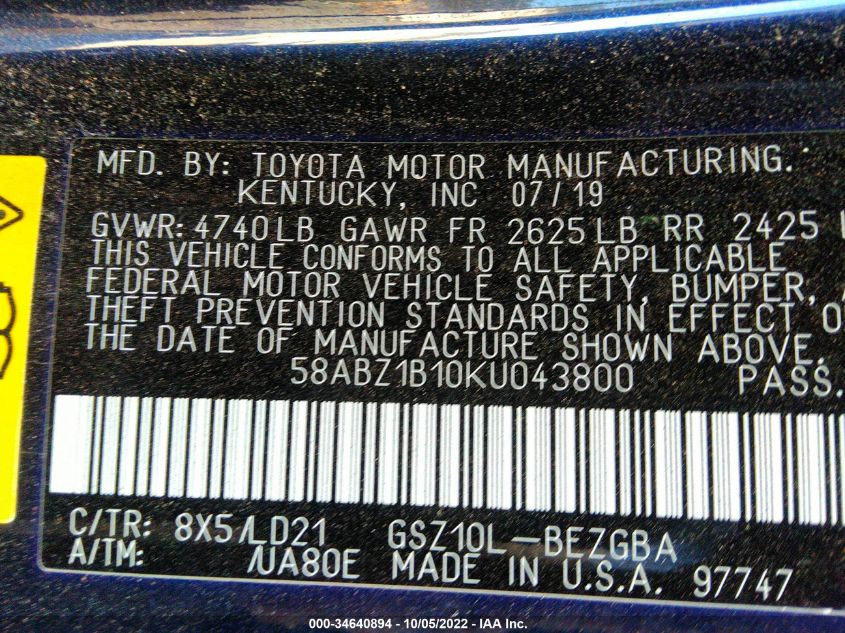 MFD. BY: TOYOTA MOTOR MANUFACTURING.
KENTUCKY, INC 07/19
GVWR: 4740LB GAWR FR 2625LB RR 2425
THIS VEHICLE CONFORMS TO ALL APPLICABLE
FEDERAL MOTOR VEHICLE SAFETY, BUMPER,
THEFT PREVENTION STANDARDS IN EFFECT
THE DATE OF MANUFACTURE SHOWN ABOVE.
58ABZ1B10KU043800 PASS.
C/TR: 8X5/LD21 GSZ10L-BEZGBA
A/TM: /UA80E MADE IN U.S.A. 97747
000-34640894 - 10/05/2022 - IAA Inc.